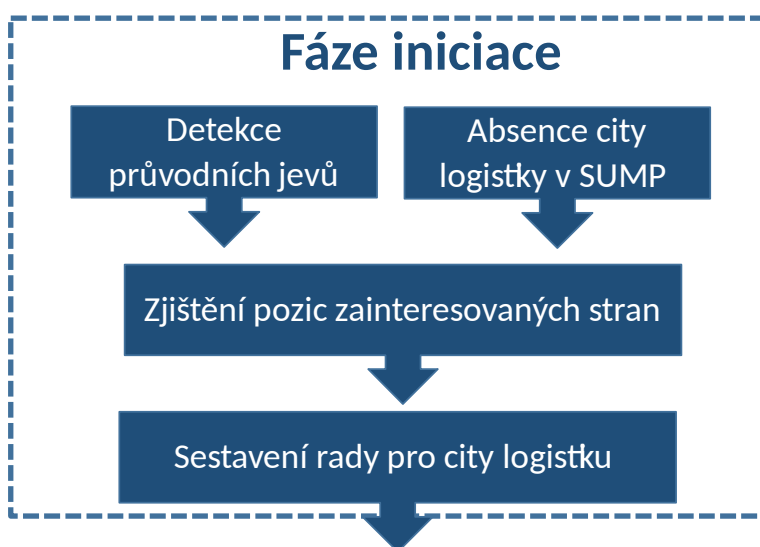 Fáze iniciace
Detekce
průvodních jevů
Absence city
logistky v SUMP
Zjištění pozic zainteresovaných stran
Sestavení rady pro city logistku